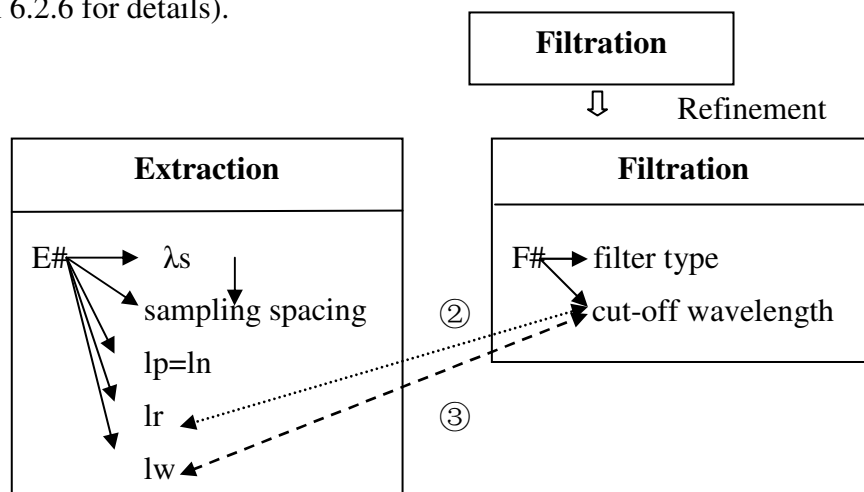 6.2.6 for details).
Filtration
Refinement
Extraction
Filtration
E# λs
sampling spacing
lp=ln
lr
lw
②
③
F# filter type
cut-off wavelength